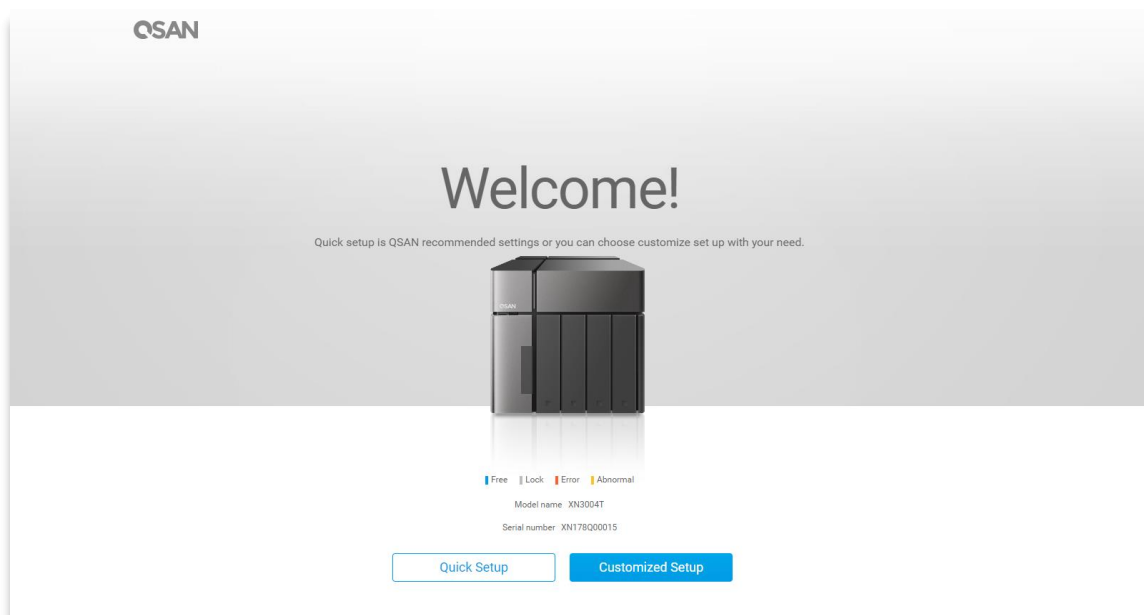 QSAN
Welcome!
Quick setup is QSAN recommended settings or you can choose customize set up with your need.
QSAN
Free Lock Error Abnormal
Model name XN3004T
Serial number XN178Q00015
Quick Setup Customized Setup